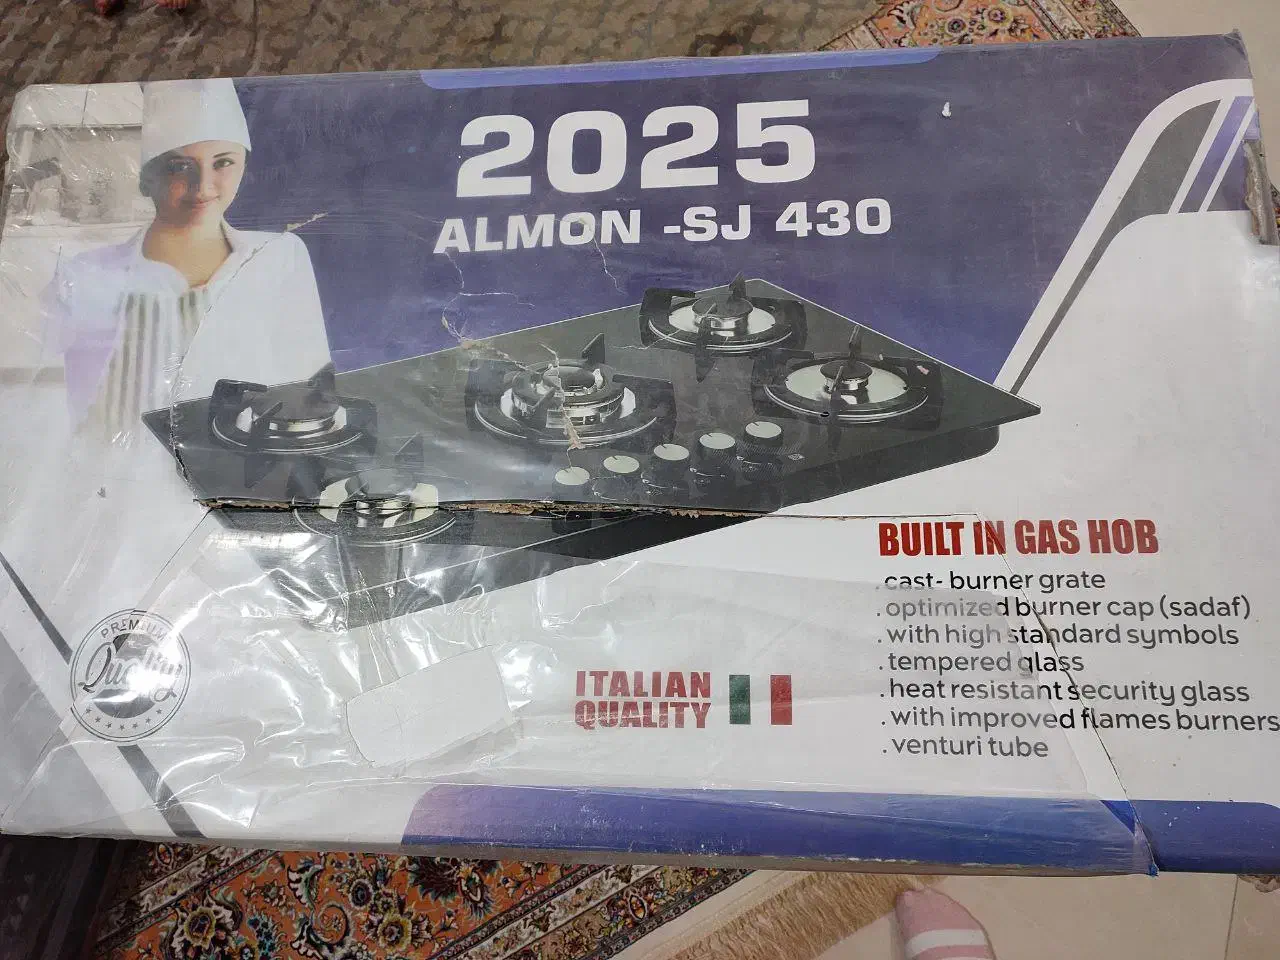 2025
ALMON -SJ 430
BUILT IN GAS HOB
.cast- burner grate
.optimized burner cap (sadaf)
.with high standard symbols
.tempered glass
.heat resistant security glass
.with improved flames burners
.venturi tube
ITALIAN
QUALITY
PREMIUM
Quality